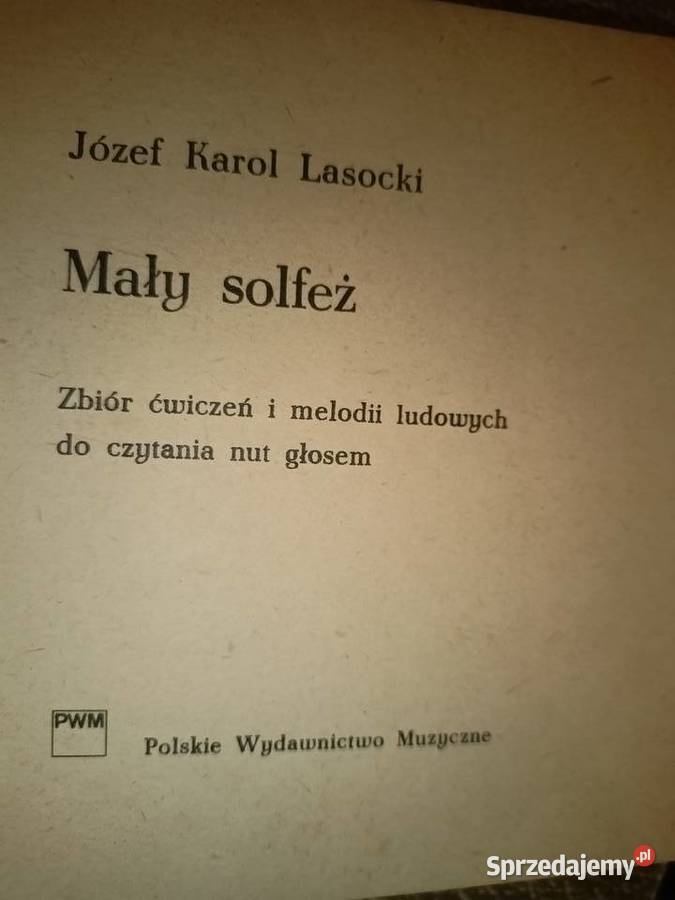 Józef Karol Lasocki
Mały solfeż
Zbiór ćwiczeń i melodii ludowych
do czytania nut głosem
PWM
Polskie Wydawnictwo Muzyczne
Sprzedajemy.pl